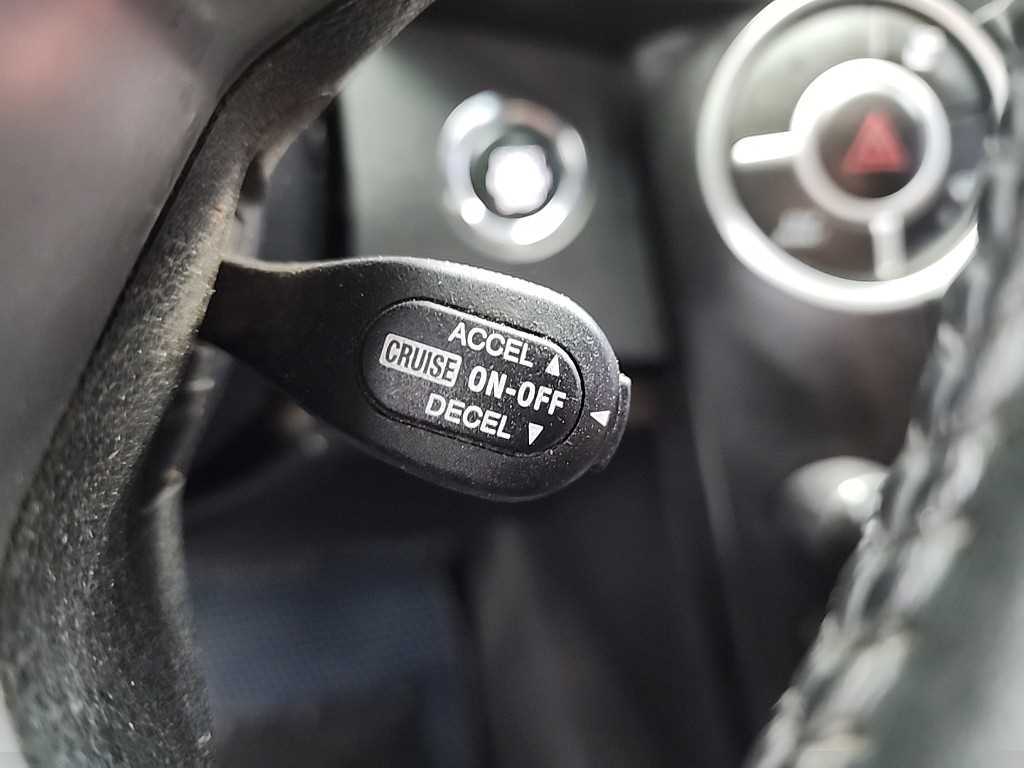 ACCEL ▲
CRUISE ON-OFF ◄
DECEL ▼